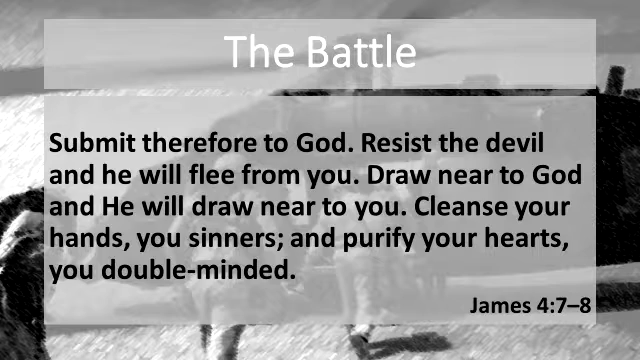 The Battle
Submit therefore to God. Resist the devil
and he will flee from you. Draw near to God
and He will draw near to you. Cleanse your
hands, you sinners; and purify your hearts,
you double-minded.
James 4:7–8